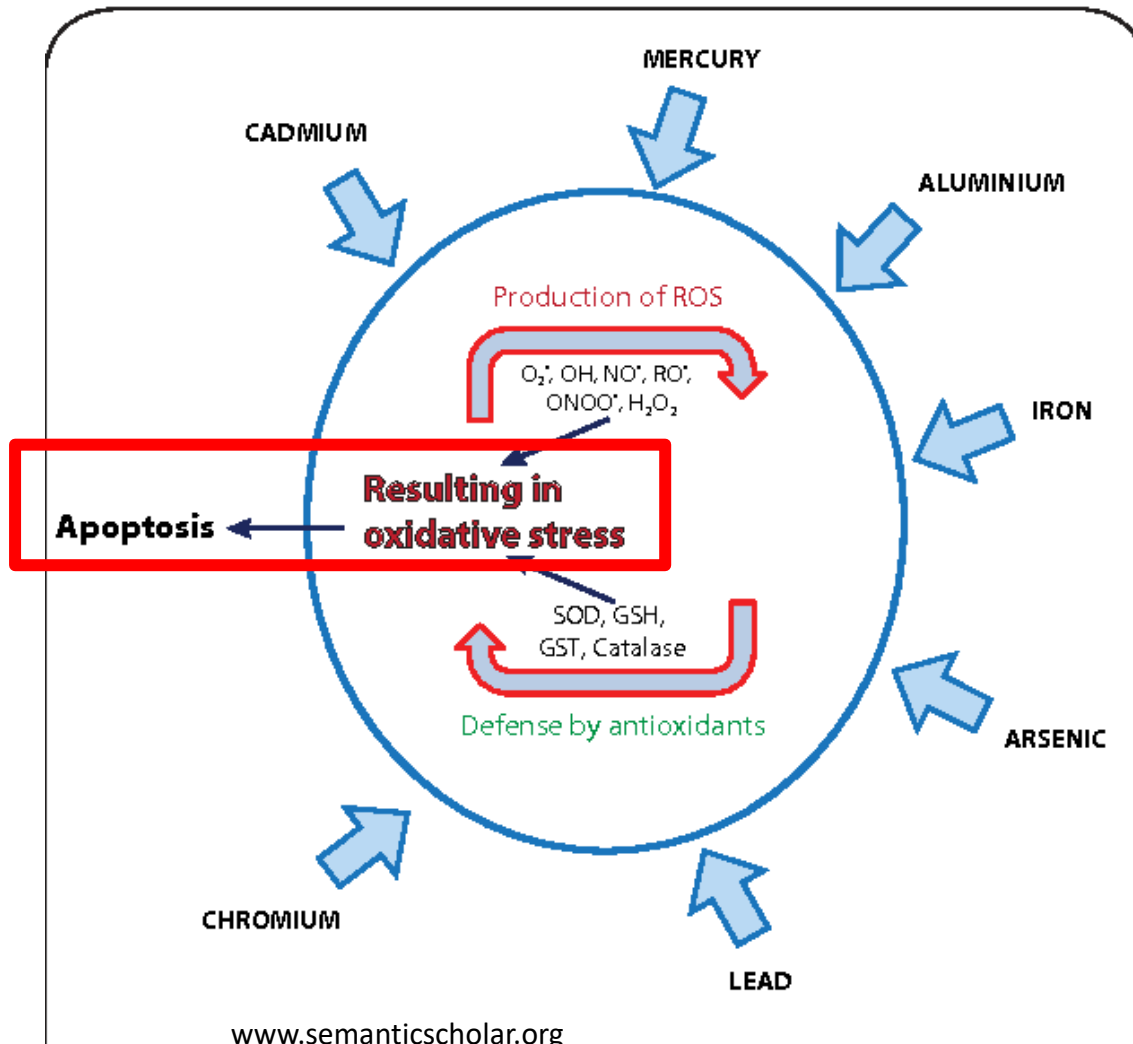 MERCURY
CADMIUM
ALUMINIUM
Production of ROS
O₂•, OH, NO•, RO•,
ONOO•, H₂O₂
IRON
Resulting in
oxidative stress
Apoptosis
SOD, GSH,
GST, Catalase
Defense by antioxidants
ARSENIC
CHROMIUM
LEAD
www.semanticscholar.org